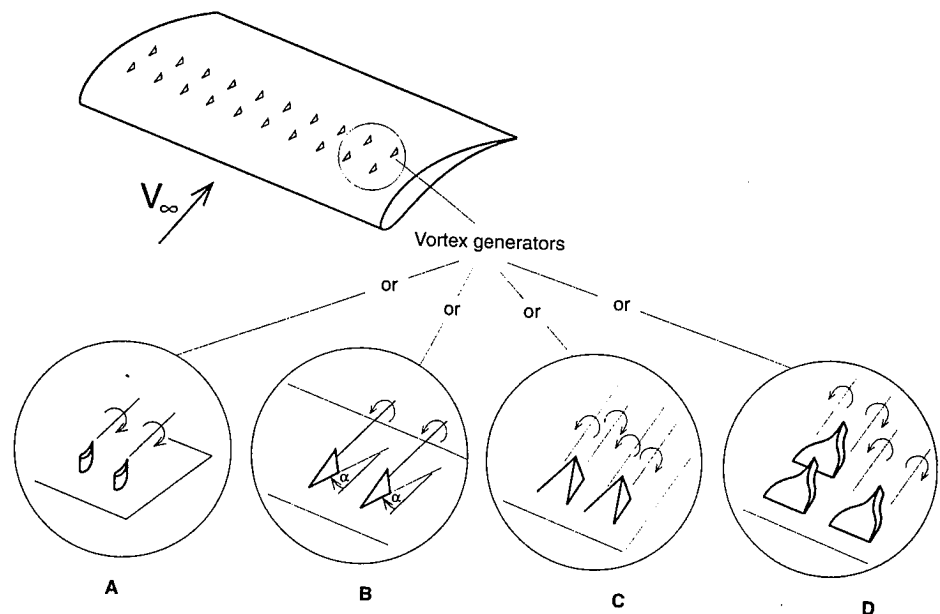 V∞
Vortex generators
or
or
or
or
α
α
A
B
C
D